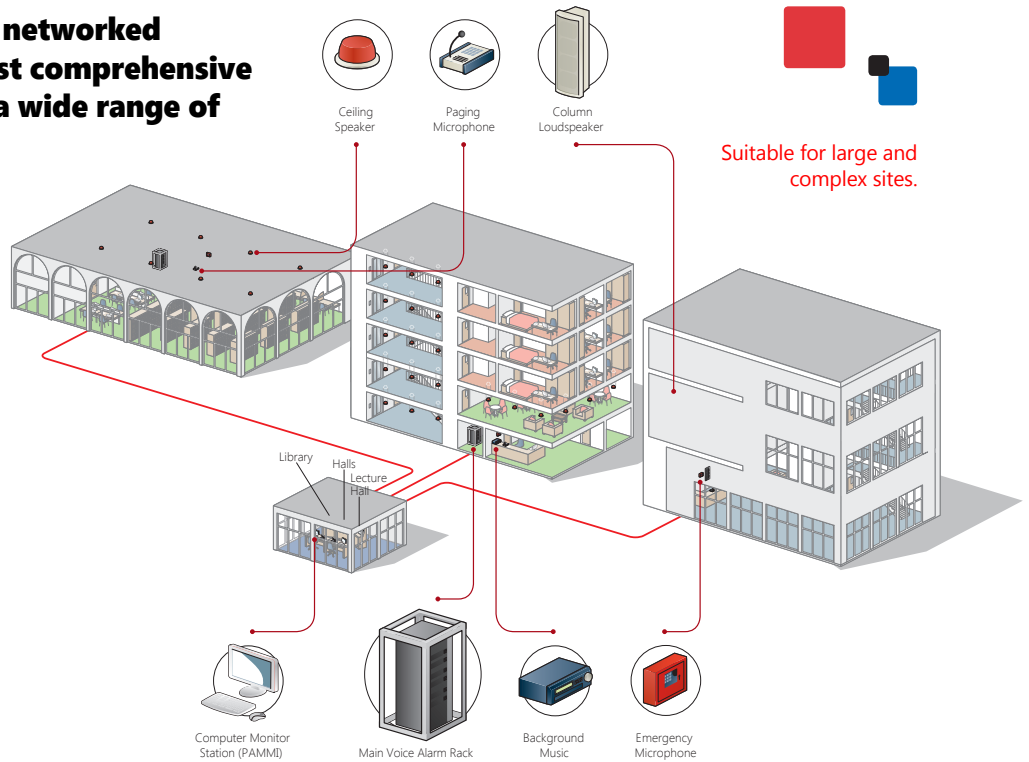 networked
st comprehensive
a wide range of
Ceiling
Speaker
Paging
Microphone
Column
Loudspeaker
Suitable for large and
complex sites.
Library
Halls
Lecture
Hall
Computer Monitor
Station (PAMMI)
Main Voice Alarm Rack
Background
Music
Emergency
Microphone